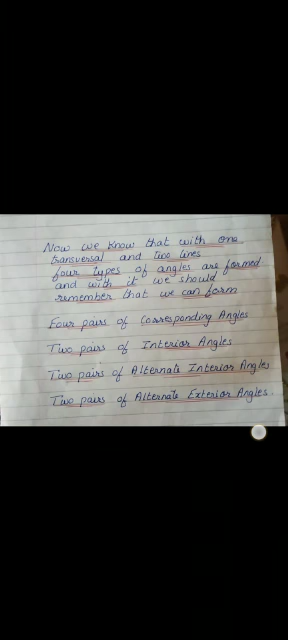 Now we know that with one
transversal and two lines
four types of angles are formed
and with it we should
remember that we can form
Four pairs of Corresponding Angles
Two pairs of Interior Angles
Two pairs of Alternate Interior Angles
Two pairs of Alternate Exterior Angles.